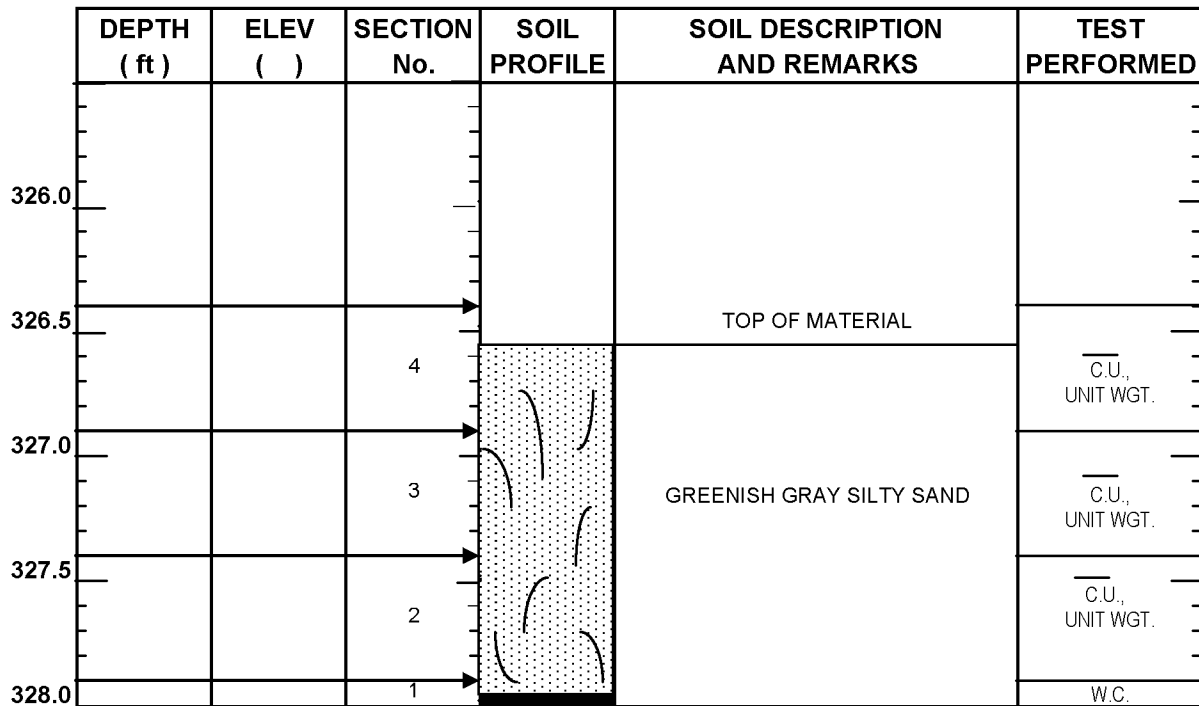 DEPTH
( ft )
ELEV
( )
SECTION
No.
SOIL
PROFILE
SOIL DESCRIPTION
AND REMARKS
TEST
PERFORMED
326.0
326.5
TOP OF MATERIAL
4
C.U.,
UNIT WGT.
327.0
3
GREENISH GRAY SILTY SAND
C.U.,
UNIT WGT.
327.5
2
C.U.,
UNIT WGT.
328.0
1
W.C.